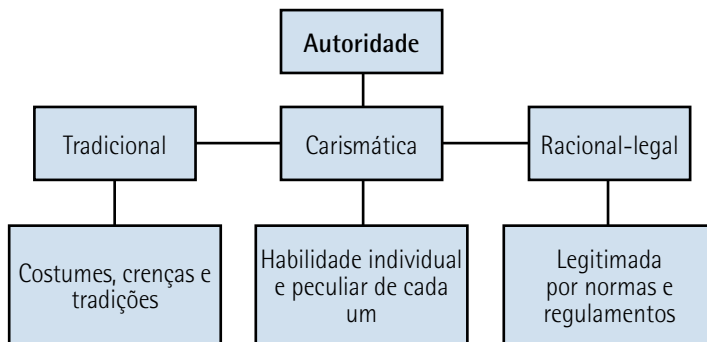 Autoridade
Tradicional
Carismática
Racional-legal
Costumes, crenças e
tradições
Habilidade individual
e peculiar de cada
um
Legitimada
por normas e
regulamentos